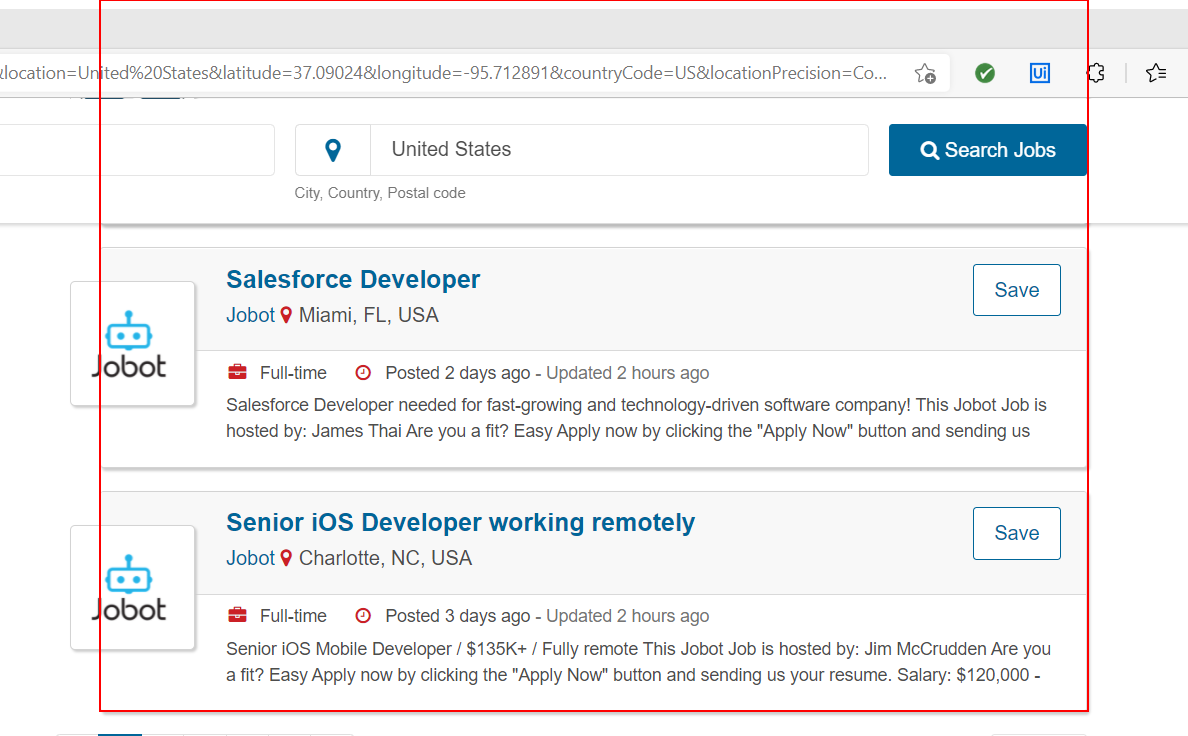 location=United%20States&latitude=37.09024&longitude=-95.712891&countryCode=US&locationPrecision=Co...
Ui
United States
Search Jobs
City, Country, Postal code
Salesforce Developer
Save
Jobot Miami, FL, USA
Jobot
Full-time Posted 2 days ago - Updated 2 hours ago
Salesforce Developer needed for fast-growing and technology-driven software company! This Jobot Job is
hosted by: James Thai Are you a fit? Easy Apply now by clicking the "Apply Now" button and sending us
Senior iOS Developer working remotely
Save
Jobot Charlotte, NC, USA
Jobot
Full-time Posted 3 days ago - Updated 2 hours ago
Senior iOS Mobile Developer / $135K+ / Fully remote This Jobot Job is hosted by: Jim McCrudden Are you
a fit? Easy Apply now by clicking the "Apply Now" button and sending us your resume. Salary: $120,000 -